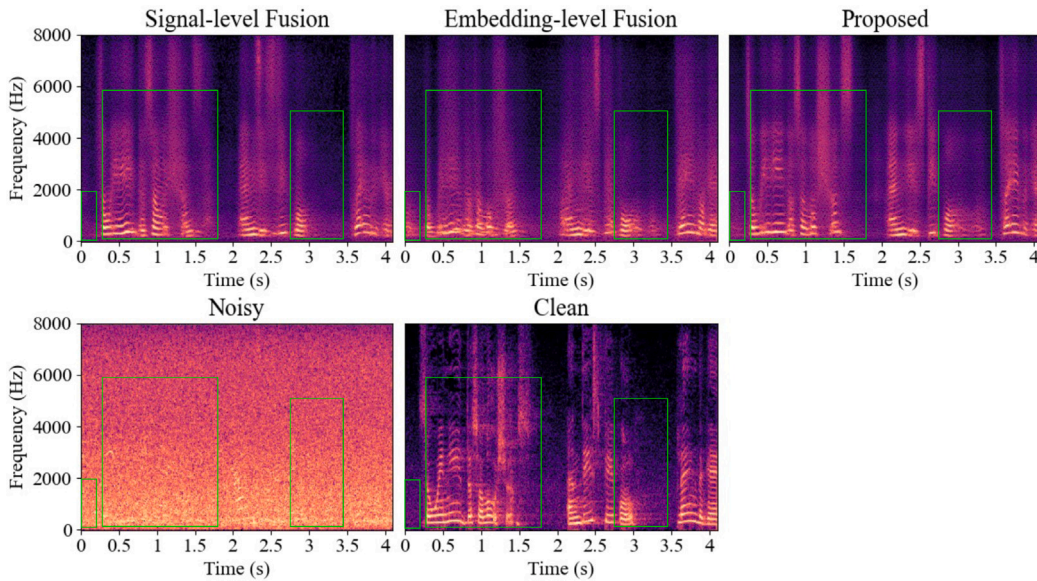 Signal-level Fusion Embedding-level Fusion Proposed
8000
6000
4000
2000
0
Frequency (Hz)
0 0.5 1 1.5 2 2.5 3 3.5 4 0 0.5 1 1.5 2 2.5 3 3.5 4 0 0.5 1 1.5 2 2.5 3 3.5 4
Time (s) Time (s) Time (s)
Noisy Clean
8000
6000
4000
2000
0
Frequency (Hz)
0 0.5 1 1.5 2 2.5 3 3.5 4 0 0.5 1 1.5 2 2.5 3 3.5 4
Time (s) Time (s)